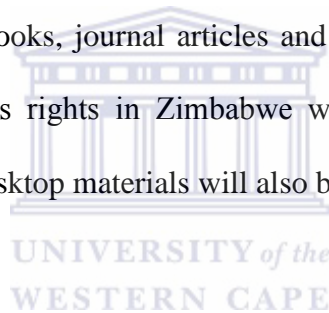 ooks, journal articles and
s rights in Zimbabwe w
sktop materials will also b
UNIVERSITY of the
WESTERN CAPE